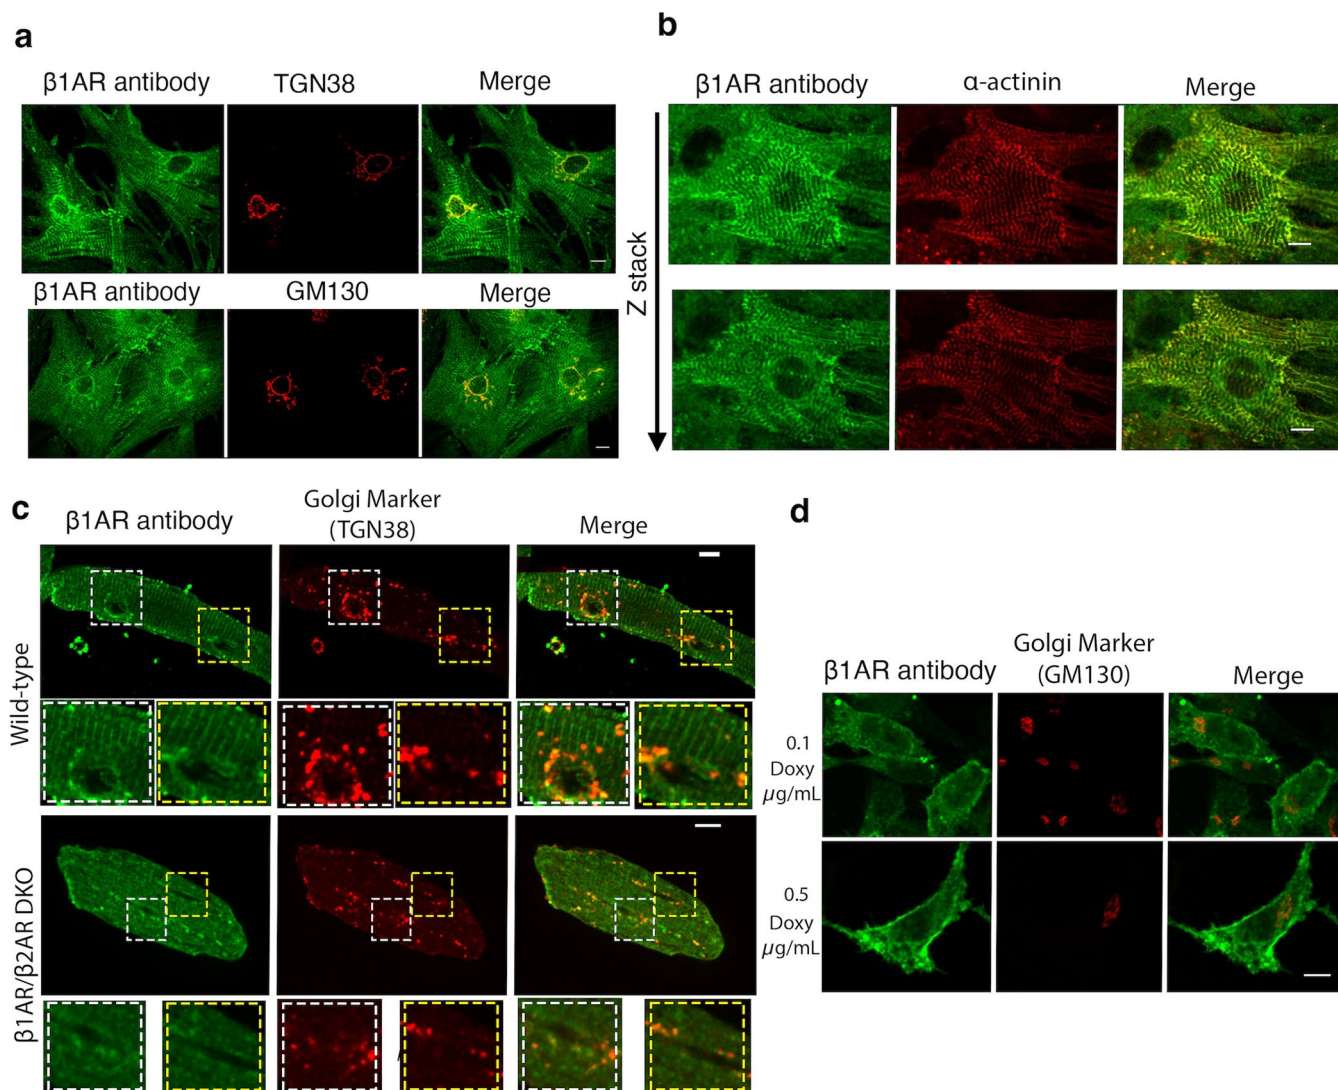 a
β1AR antibody TGN38 Merge
β1AR antibody GM130 Merge
b
β1AR antibody α-actinin Merge
Z stack
c
β1AR antibody Golgi Marker (TGN38) Merge
Wild-type
β1AR/β2AR DKO
d
β1AR antibody Golgi Marker (GM130) Merge
0.1
Doxy
µg/mL
0.5
Doxy
µg/mL